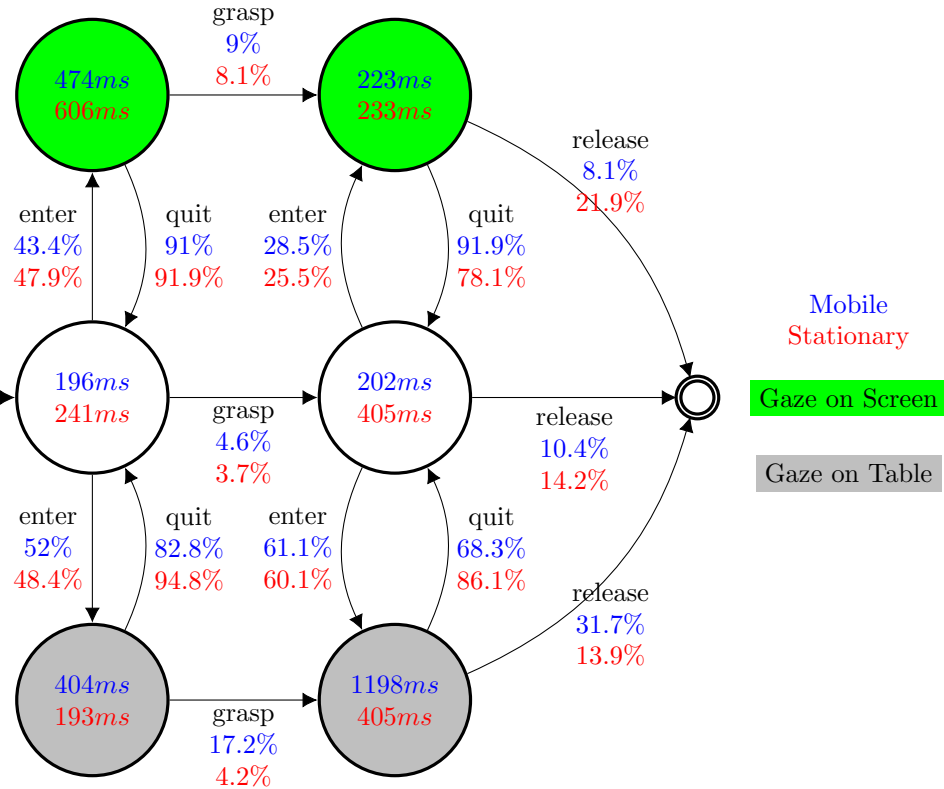 grasp
9%
8.1%
474ms
606ms
223ms
233ms
release
8.1%
21.9%
enter
43.4%
47.9%
quit
91%
91.9%
enter
28.5%
25.5%
quit
91.9%
78.1%
Mobile
Stationary
196ms
241ms
202ms
405ms
Gaze on Screen
grasp
4.6%
3.7%
release
10.4%
14.2%
Gaze on Table
enter
52%
48.4%
quit
82.8%
94.8%
enter
61.1%
60.1%
quit
68.3%
86.1%
release
31.7%
13.9%
404ms
193ms
1198ms
405ms
grasp
17.2%
4.2%